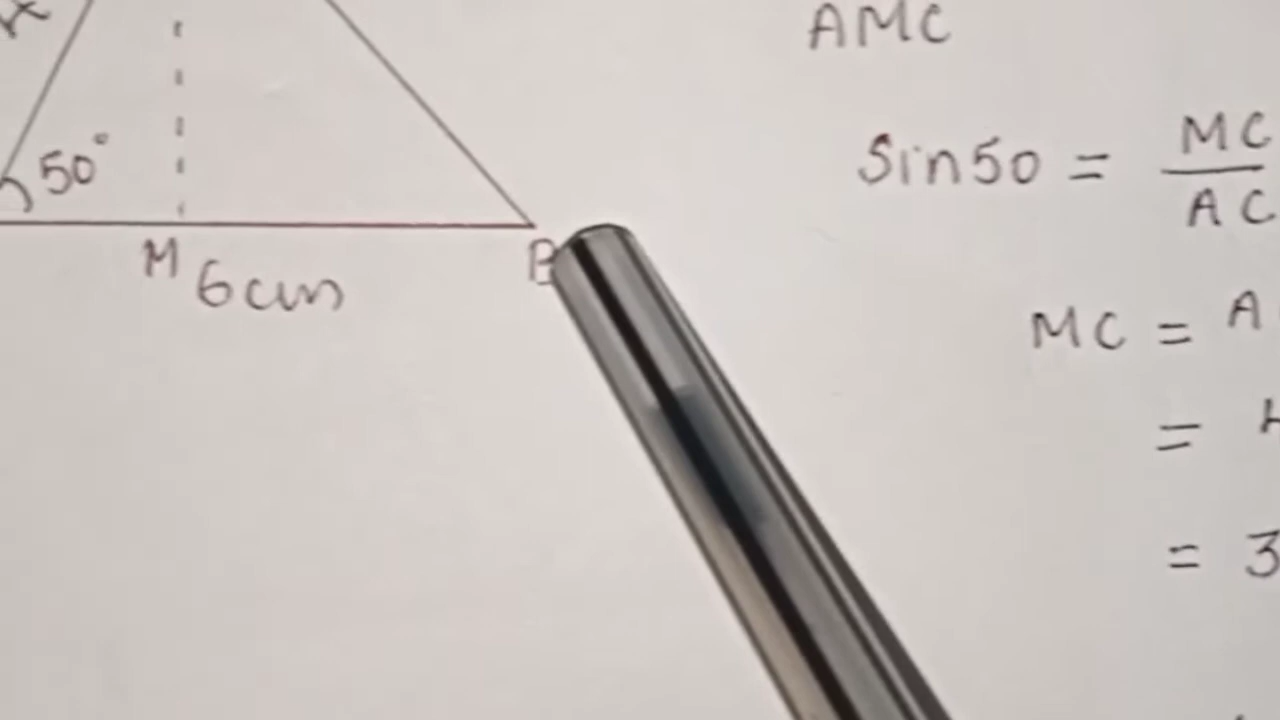 AMC
50°
Sin50 = MC / AC
M 6cm B
MC = A
=
= 3